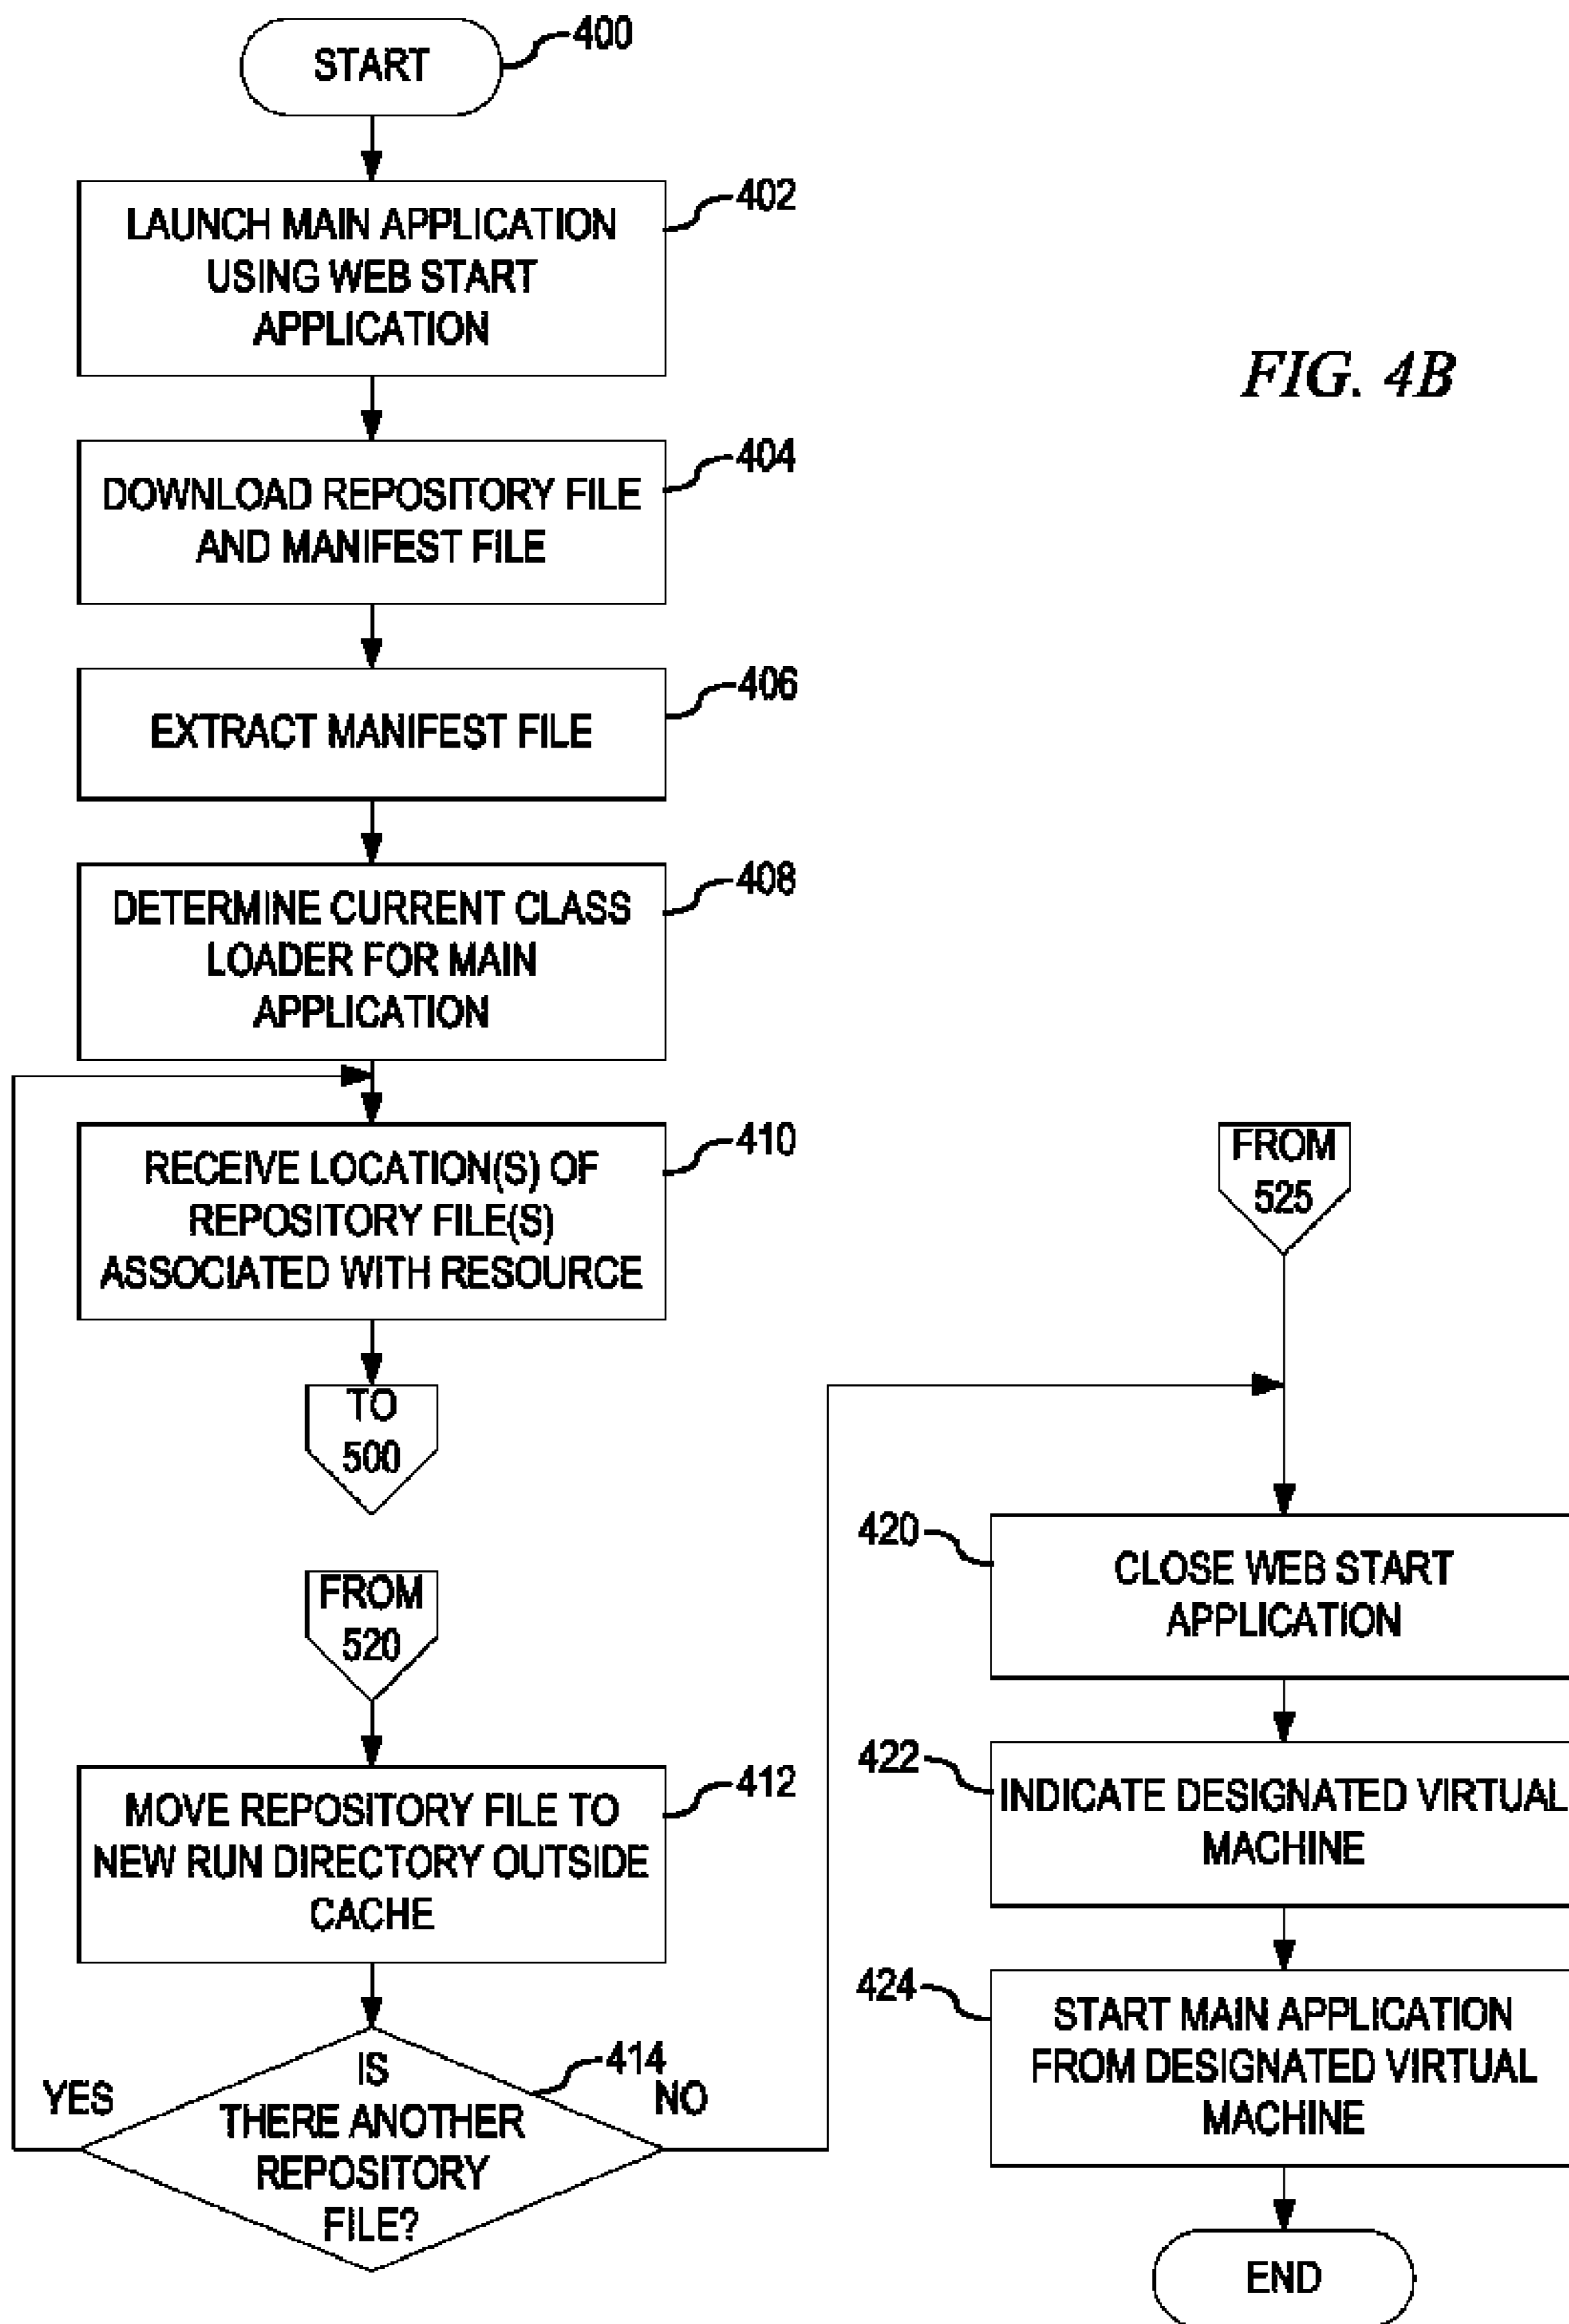 START
400
LAUNCH MAIN APPLICATION
USING WEB START
APPLICATION
402
FIG. 4B
DOWNLOAD REPOSITORY FILE
AND MANIFEST FILE
404
EXTRACT MANIFEST FILE
406
DETERMINE CURRENT CLASS
LOADER FOR MAIN
APPLICATION
408
RECEIVE LOCATION(S) OF
REPOSITORY FILE(S)
ASSOCIATED WITH RESOURCE
410
TO
500
FROM
520
MOVE REPOSITORY FILE TO
NEW RUN DIRECTORY OUTSIDE
CACHE
412
IS
THERE ANOTHER
REPOSITORY
FILE?
414
YES
NO
FROM
525
420
CLOSE WEB START
APPLICATION
422
INDICATE DESIGNATED VIRTUAL
MACHINE
424
START MAIN APPLICATION
FROM DESIGNATED VIRTUAL
MACHINE
END